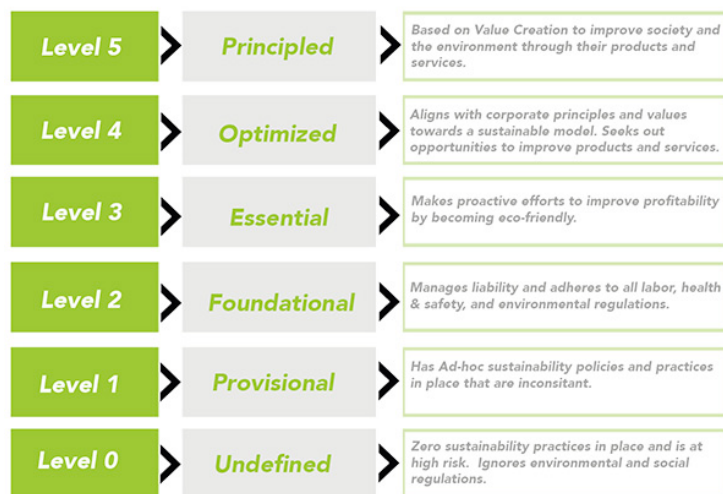 Level 5
Principled
Based on Value Creation to improve society and
the environment through their products and
services.
Level 4
Optimized
Aligns with corporate principles and values
towards a sustainable model. Seeks out
opportunities to improve products and services.
Level 3
Essential
Makes proactive efforts to improve profitability
by becoming eco-friendly.
Level 2
Foundational
Manages liability and adheres to all labor, health
& safety, and environmental regulations.
Level 1
Provisional
Has Ad-hoc sustainability policies and practices
in place that are inconsitant.
Level 0
Undefined
Zero sustainability practices in place and is at
high risk. Ignores environmental and social
regulations.